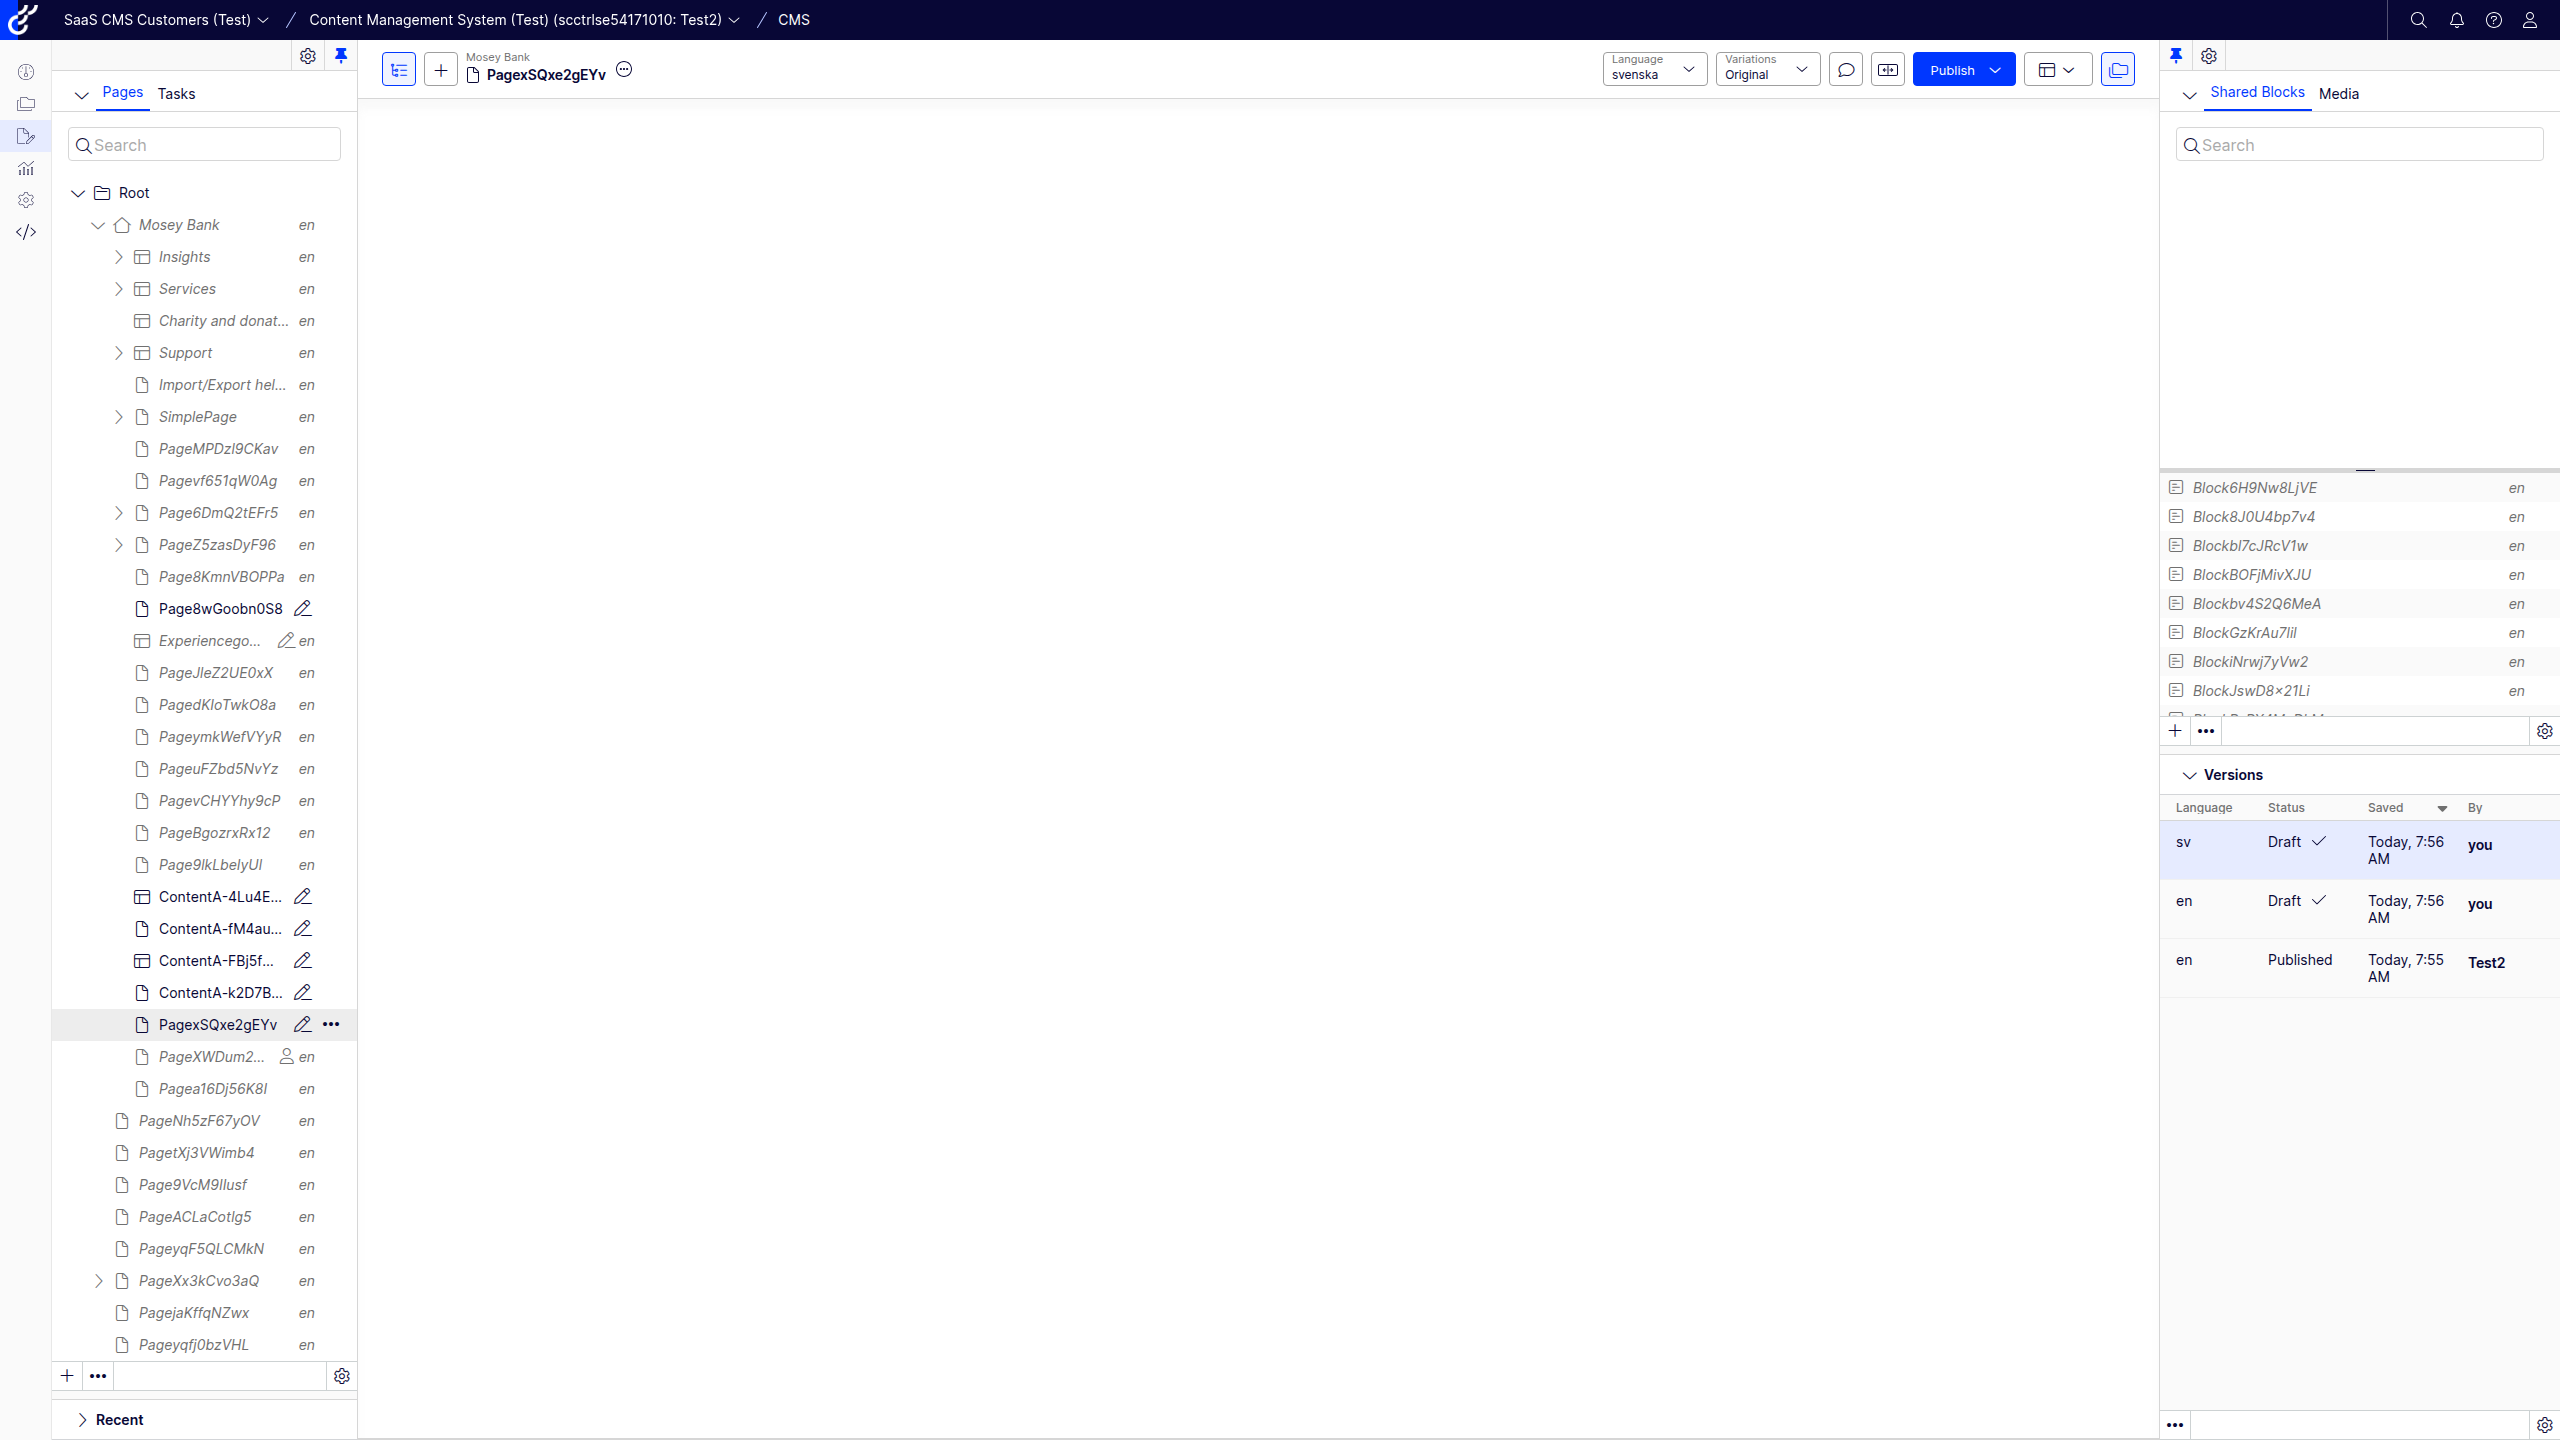 SaaS CMS Customers (Test) / Content Management System (Test) (scctrlse54171010: Test2) / CMS
Pages Tasks
Search
Root
Mosey Bank en
Insights en
Services en
Charity and donat... en
Support en
Import/Export hel... en
SimplePage en
PageMPDzl9CKav en
Pagevf651qW0Ag en
Page6DmQ2tEFr5 en
PageZ5zasDyF96 en
Page8KmnVBOPPa en
Page8wGoobn0S8
Experiencego... en
PageJleZ2UE0xX en
PagedKloTwkO8a en
PageymkWefVYyR en
PageuFZbd5NvYz en
PagevCHYYhy9cP en
PageBgozrxRx12 en
Page9lkLbelyUl en
ContentA-4Lu4E...
ContentA-fM4au...
ContentA-FBj5f...
ContentA-k2D7B...
PagexSQxe2gEYv
PageXWDum2... en
Pagea16Dj56K8l en
PageNh5zF67yOV en
PagetXj3VWimb4 en
Page9VcM9Ilusf en
PageACLaCotlg5 en
PageyqF5QLCMkN en
PageXx3kCvo3aQ en
PagejaKffqNZwx en
Pageyqfj0bzVHL en
Recent
Mosey Bank
PagexSQxe2gEYv
Language
svenska
Variations
Original
Publish
Shared Blocks Media
Search
Block6H9Nw8LjVE en
Block8J0U4bp7v4 en
Blockbl7cJRcV1w en
BlockBOFjMivXJU en
Blockbv4S2Q6MeA en
BlockGzKrAu7lil en
BlockiNrwj7yVw2 en
BlockJswD8x21Li en
Versions
Language Status Saved By
sv Draft Today, 7:56 AM you
en Draft Today, 7:56 AM you
en Published Today, 7:55 AM Test2